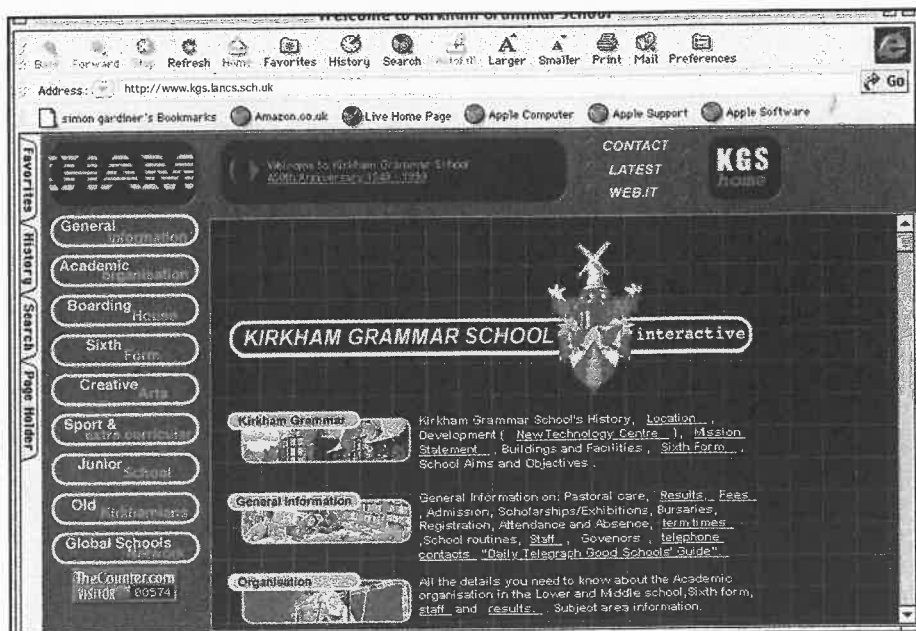 Welcome to Kirkham Grammar School
Back Forward Stop Refresh Home Favorites History Search AutoFill Larger Smaller Print Mail Preferences
Address: http://www.kgs.lancs.sch.uk Go
simon gardiner's Bookmarks Amazon.co.uk Live Home Page Apple Computer Apple Support Apple Software
Favorites
History
Search
Page Holder
KHAM
Welcome to Kirkham Grammar School
450th Anniversary 1549 - 1999
CONTACT
LATEST
WEB.IT
KGS
home
General
information
Academic
organisation
Boarding
House
Sixth
Form
Creative
Arts
Sport &
extra curricular
Junior
School
Old
Kirkhamians
Global Schools
Network
TheCounter.com
VISITOR 00574
KIRKHAM GRAMMAR SCHOOL interactive
Kirkham Grammar
Kirkham Grammar School's History, Location ,
Development ( New Technology Centre ), Mission
Statement , Buildings and Facilities , Sixth Form ,
School Aims and Objectives .
General Information
General Information on: Pastoral care, Results, Fees
, Admission, Scholarships/Exhibitions, Bursaries,
Registration, Attendance and Absence, term times
,School routines, Staff , Govenors , telephone
contacts "Daily Telegraph Good Schools' Guide".
Organisation
All the details you need to know about the Academic
organisation in the Lower and Middle school,Sixth form,
staff and results. . Subject area information.